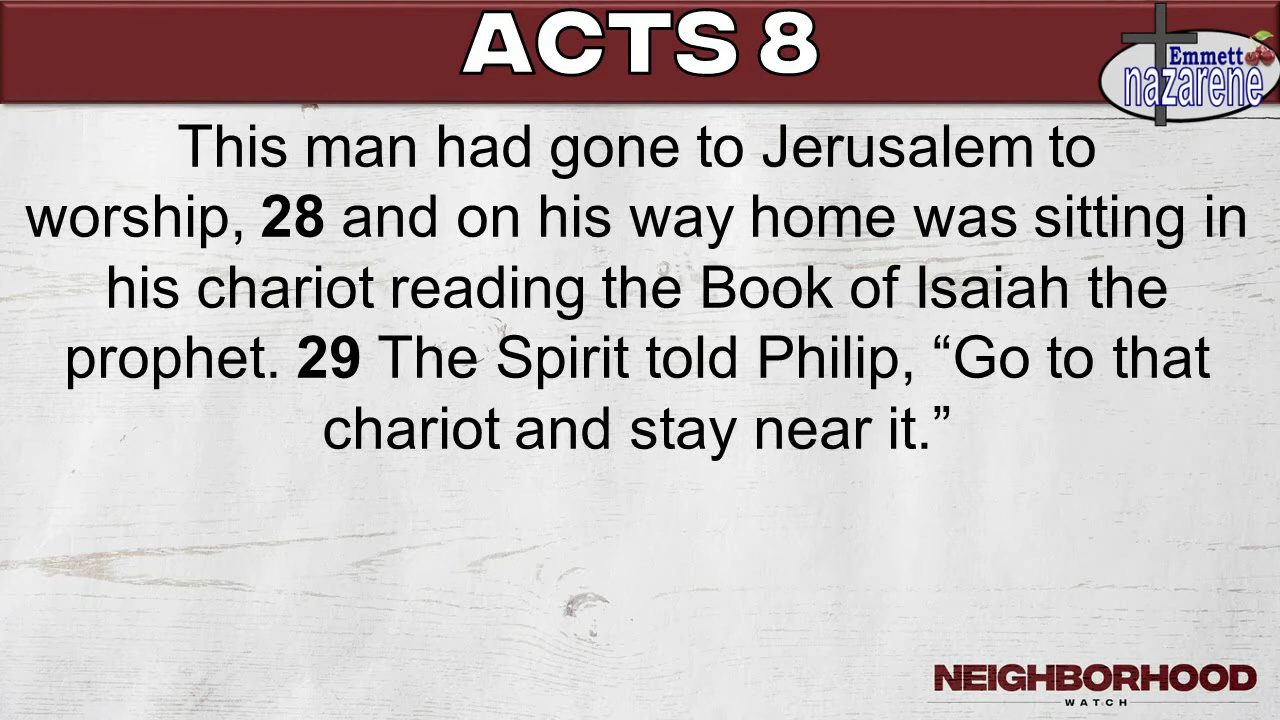 ACTS 8
Emmett
nazarene
This man had gone to Jerusalem to
worship, 28 and on his way home was sitting in
his chariot reading the Book of Isaiah the
prophet. 29 The Spirit told Philip, “Go to that
chariot and stay near it.”
NEIGHBORHOOD
WATCH